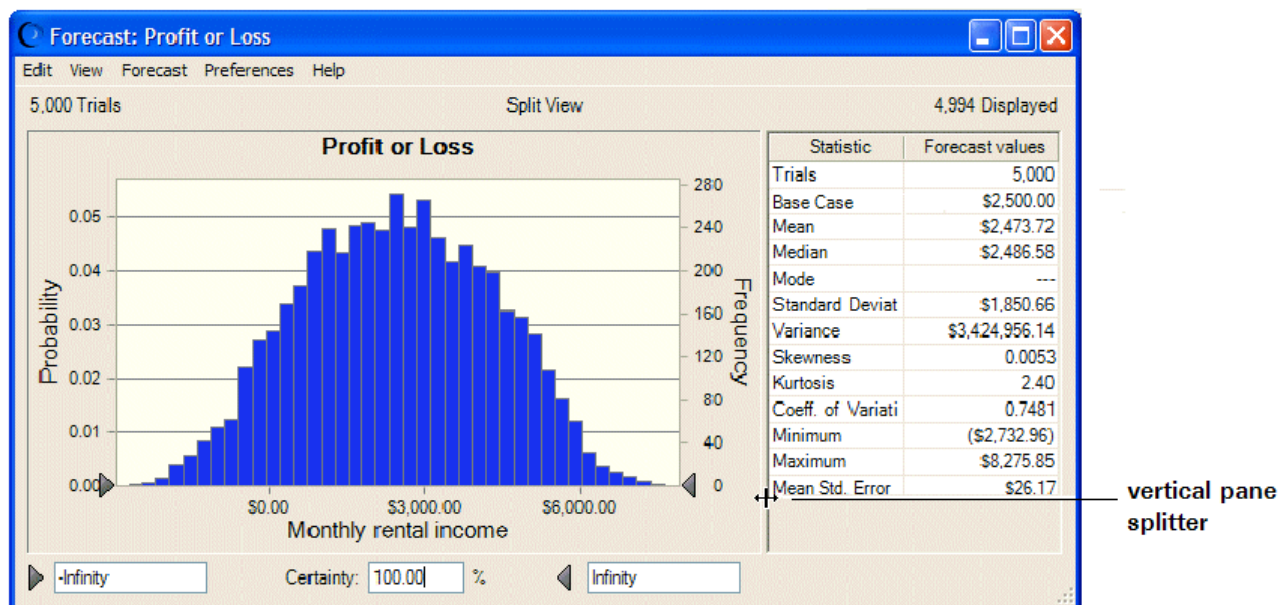 Forecast: Profit or Loss
Edit View Forecast Preferences Help
5,000 Trials Split View 4,994 Displayed
Profit or Loss
Probability
0.05
0.04
0.03
0.02
0.01
0.00
280
240
200
160
120
80
40
0
Frequency
$0.00 $3,000.00 $6,000.00
Monthly rental income
Statistic Forecast values
Trials 5,000
Base Case $2,500.00
Mean $2,473.72
Median $2,486.58
Mode ---
Standard Deviat $1,850.66
Variance $3,424,956.14
Skewness 0.0053
Kurtosis 2.40
Coeff. of Variati 0.7481
Minimum ($2,732.96)
Maximum $8,275.85
Mean Std. Error $26.17
vertical pane
splitter
-Infinity Certainty: 100.00 % Infinity